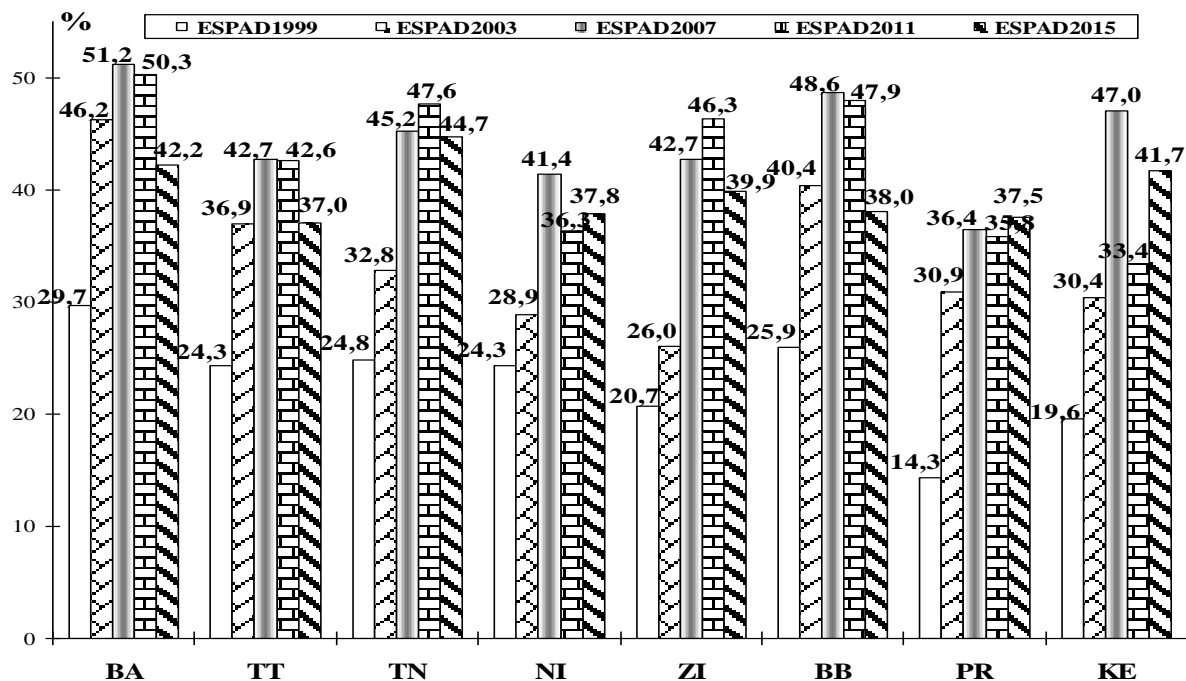 %
ESPAD1999 ESPAD2003 ESPAD2007 ESPAD2011 ESPAD2015
50
40
30
20
10
0
29,7 46,2 51,2 50,3 42,2
24,3 36,9 42,7 42,6 37,0
24,8 32,8 45,2 47,6 44,7
24,3 28,9 41,4 36,3 37,8
20,7 26,0 42,7 46,3 39,9
25,9 40,4 48,6 47,9 38,0
14,3 30,9 36,4 35,8 37,5
19,6 30,4 47,0 33,4 41,7
BA TT TN NI ZI BB PR KE